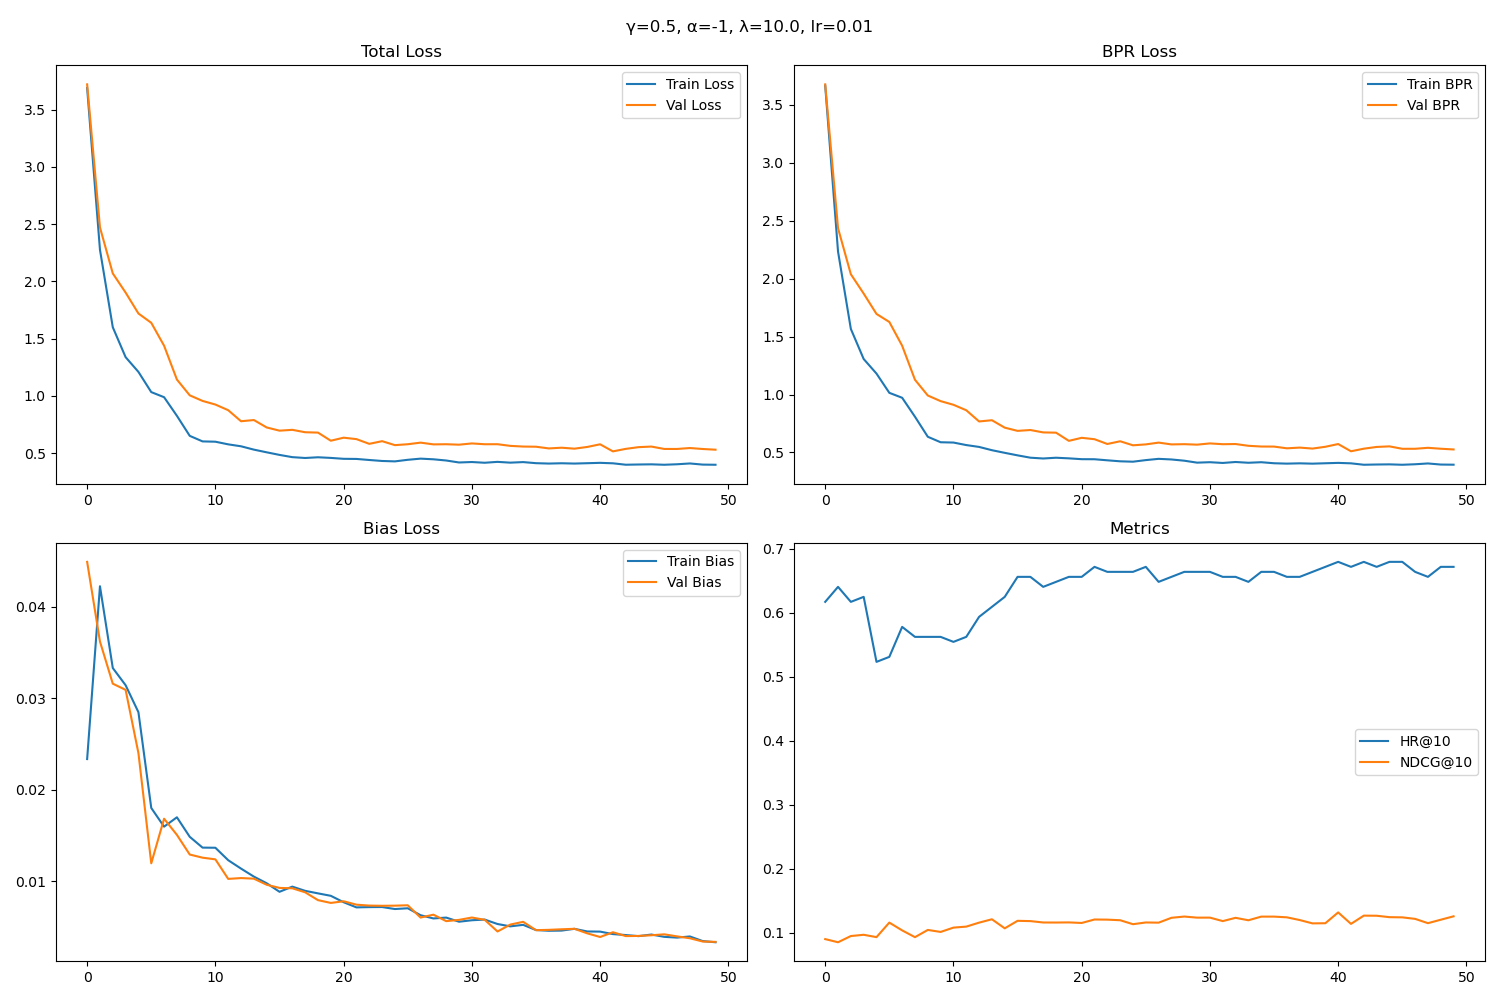 γ=0.5, α=-1, λ=10.0, lr=0.01
Total Loss
Train Loss
Val Loss
3.5
3.0
2.5
2.0
1.5
1.0
0.5
0 10 20 30 40 50
BPR Loss
Train BPR
Val BPR
3.5
3.0
2.5
2.0
1.5
1.0
0.5
0 10 20 30 40 50
Bias Loss
Train Bias
Val Bias
0.04
0.03
0.02
0.01
0 10 20 30 40 50
Metrics
0.7
0.6
0.5
0.4
0.3
0.2
0.1
HR@10
NDCG@10
0 10 20 30 40 50